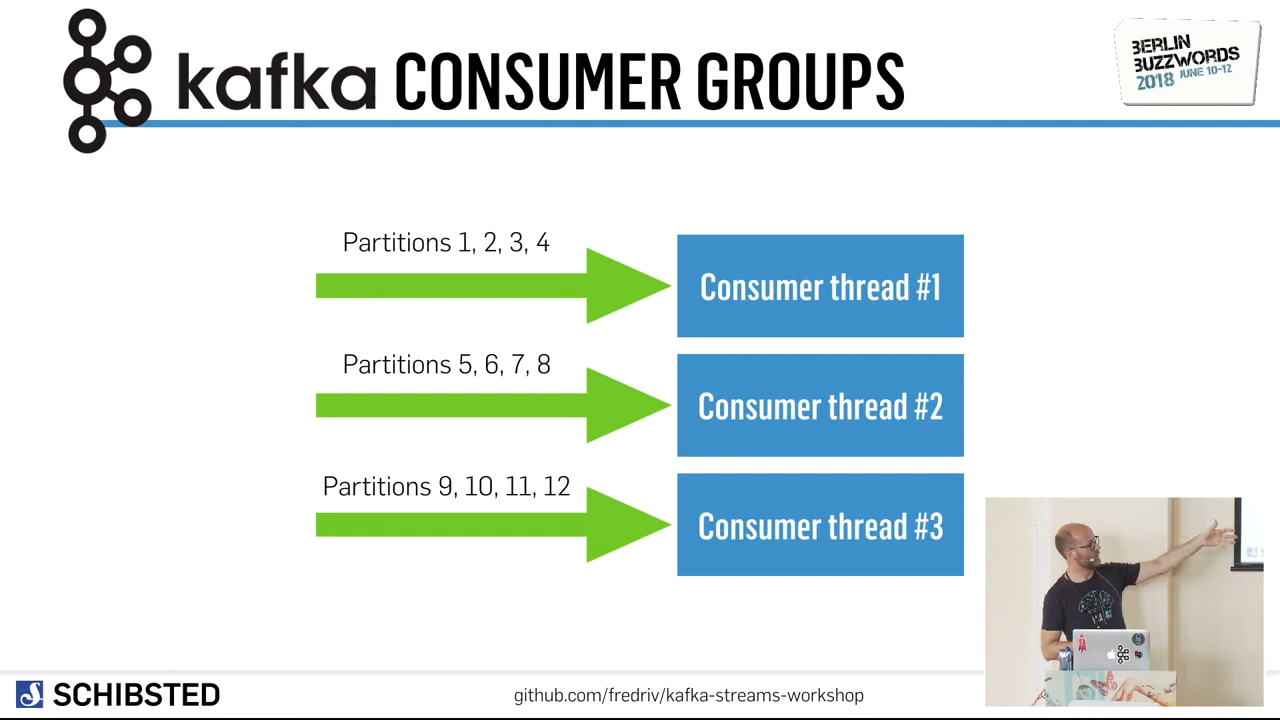 kafka CONSUMER GROUPS
BERLIN
BUZZWORDS
2018 JUNE 10-12
Partitions 1, 2, 3, 4
Consumer thread #1
Partitions 5, 6, 7, 8
Consumer thread #2
Partitions 9, 10, 11, 12
Consumer thread #3
SCHIBSTED
github.com/fredriv/kafka-streams-workshop